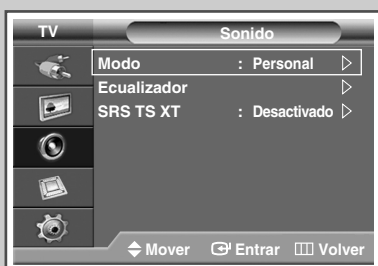 TV Sonido
Modo : Personal
Ecualizador
SRS TS XT : Desactivado
Mover Entrar Volver